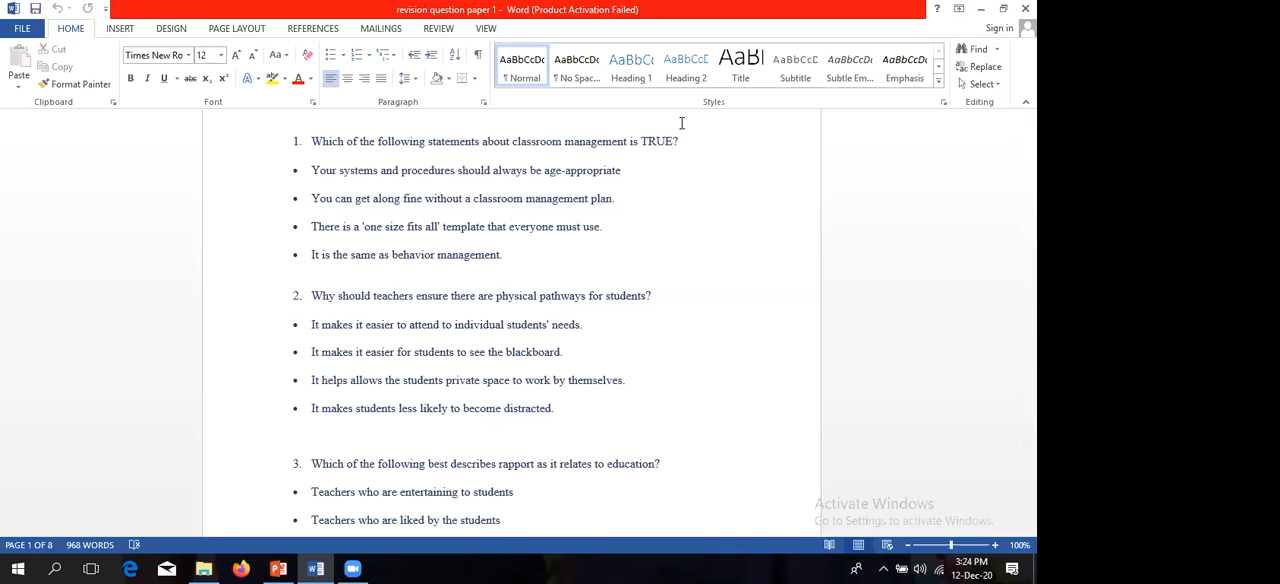 revision question paper 1 - Word (Product Activation Failed)
FILE HOME INSERT DESIGN PAGE LAYOUT REFERENCES MAILINGS REVIEW VIEW Sign in
Paste Cut Times New Ro 12 Aa AaBbCcDc AaBbCcDc AaBbCc AaBbCcE AaBl AaBbCcD AaBbCcDc AaBbCcDc Find
Copy Replace
Format Painter B I U abc ¶ Normal ¶ No Spac... Heading 1 Heading 2 Title Subtitle Subtle Em... Emphasis Select
Clipboard Font Paragraph Styles Editing
1. Which of the following statements about classroom management is TRUE?
• Your systems and procedures should always be age-appropriate
• You can get along fine without a classroom management plan.
• There is a 'one size fits all' template that everyone must use.
• It is the same as behavior management.
2. Why should teachers ensure there are physical pathways for students?
• It makes it easier to attend to individual students' needs.
• It makes it easier for students to see the blackboard.
• It helps allows the students private space to work by themselves.
• It makes students less likely to become distracted.
3. Which of the following best describes rapport as it relates to education?
• Teachers who are entertaining to students
• Teachers who are liked by the students
Activate Windows
Go to Settings to activate Windows.
PAGE 1 OF 8 968 WORDS 100%
3:24 PM
12-Dec-20